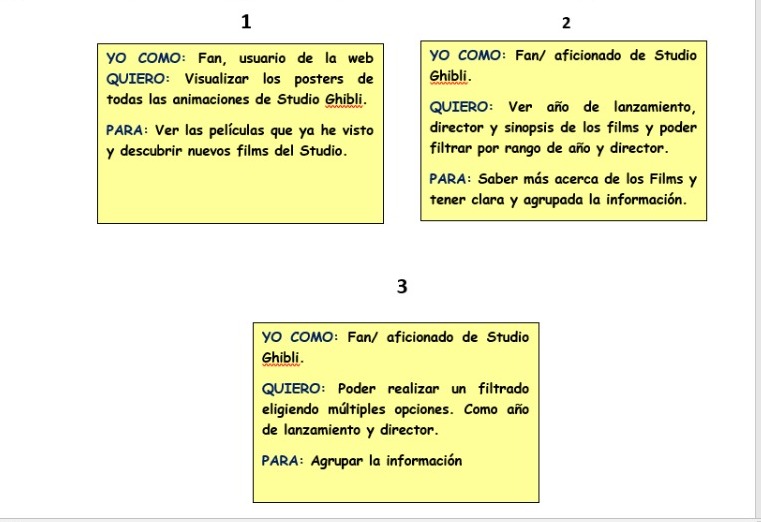 1
YO COMO: Fan, usuario de la web
QUIERO: Visualizar los posters de
todas las animaciones de Studio Ghibli.
PARA: Ver las películas que ya he visto
y descubrir nuevos films del Studio.
2
YO COMO: Fan/ aficionado de Studio
Ghibli.
QUIERO: Ver año de lanzamiento,
director y sinopsis de los films y poder
filtrar por rango de año y director.
PARA: Saber más acerca de los Films y
tener clara y agrupada la información.
3
YO COMO: Fan/ aficionado de Studio
Ghibli.
QUIERO: Poder realizar un filtrado
eligiendo múltiples opciones. Como año
de lanzamiento y director.
PARA: Agrupar la información